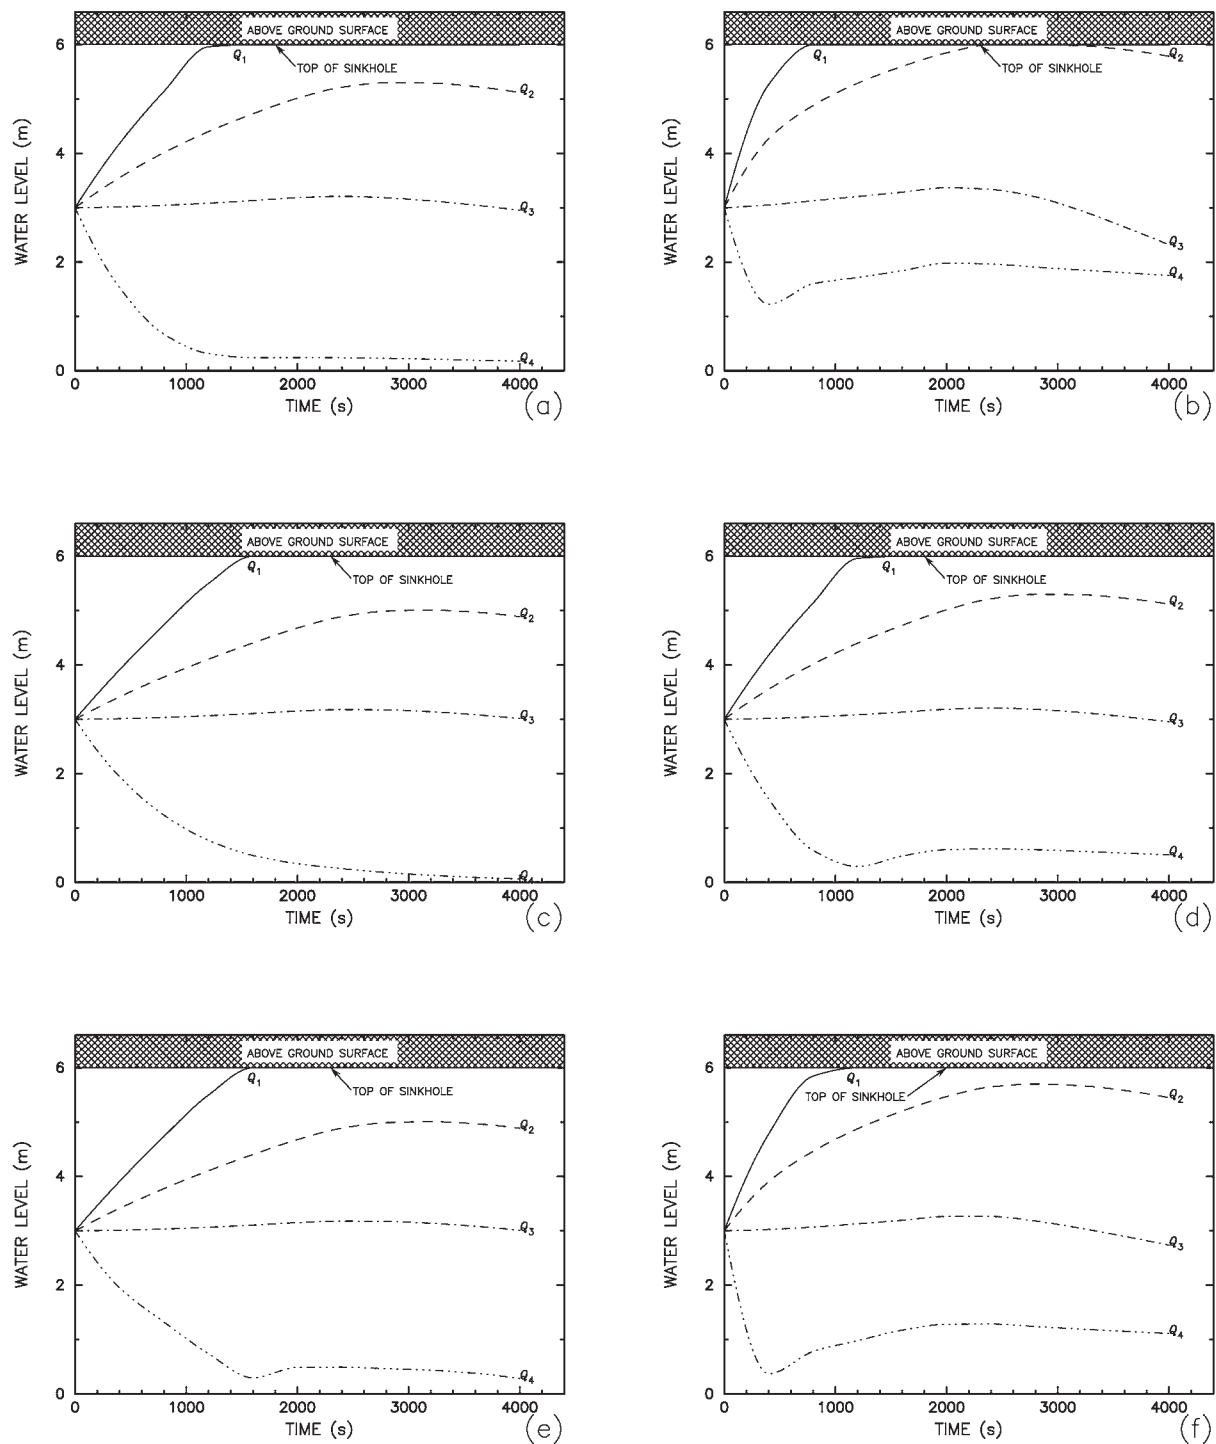 ABOVE GROUND SURFACE
6
Q1
TOP OF SINKHOLE
Q2
4
WATER LEVEL (m)
Q3
2
Q4
0
0 1000 2000 3000 4000
TIME (s)
(a)
ABOVE GROUND SURFACE
6
Q1
Q2
TOP OF SINKHOLE
4
WATER LEVEL (m)
Q3
2
Q4
0
0 1000 2000 3000 4000
TIME (s)
(b)
ABOVE GROUND SURFACE
6
Q1
TOP OF SINKHOLE
Q2
4
WATER LEVEL (m)
Q3
2
Q4
0
0 1000 2000 3000 4000
TIME (s)
(c)
ABOVE GROUND SURFACE
6
Q1
TOP OF SINKHOLE
Q2
4
WATER LEVEL (m)
Q3
2
Q4
0
0 1000 2000 3000 4000
TIME (s)
(d)
ABOVE GROUND SURFACE
6
Q1
TOP OF SINKHOLE
Q2
4
WATER LEVEL (m)
Q3
2
Q4
0
0 1000 2000 3000 4000
TIME (s)
(e)
ABOVE GROUND SURFACE
6
Q1
TOP OF SINKHOLE
Q2
4
WATER LEVEL (m)
Q3
2
Q4
0
0 1000 2000 3000 4000
TIME (s)
(f)